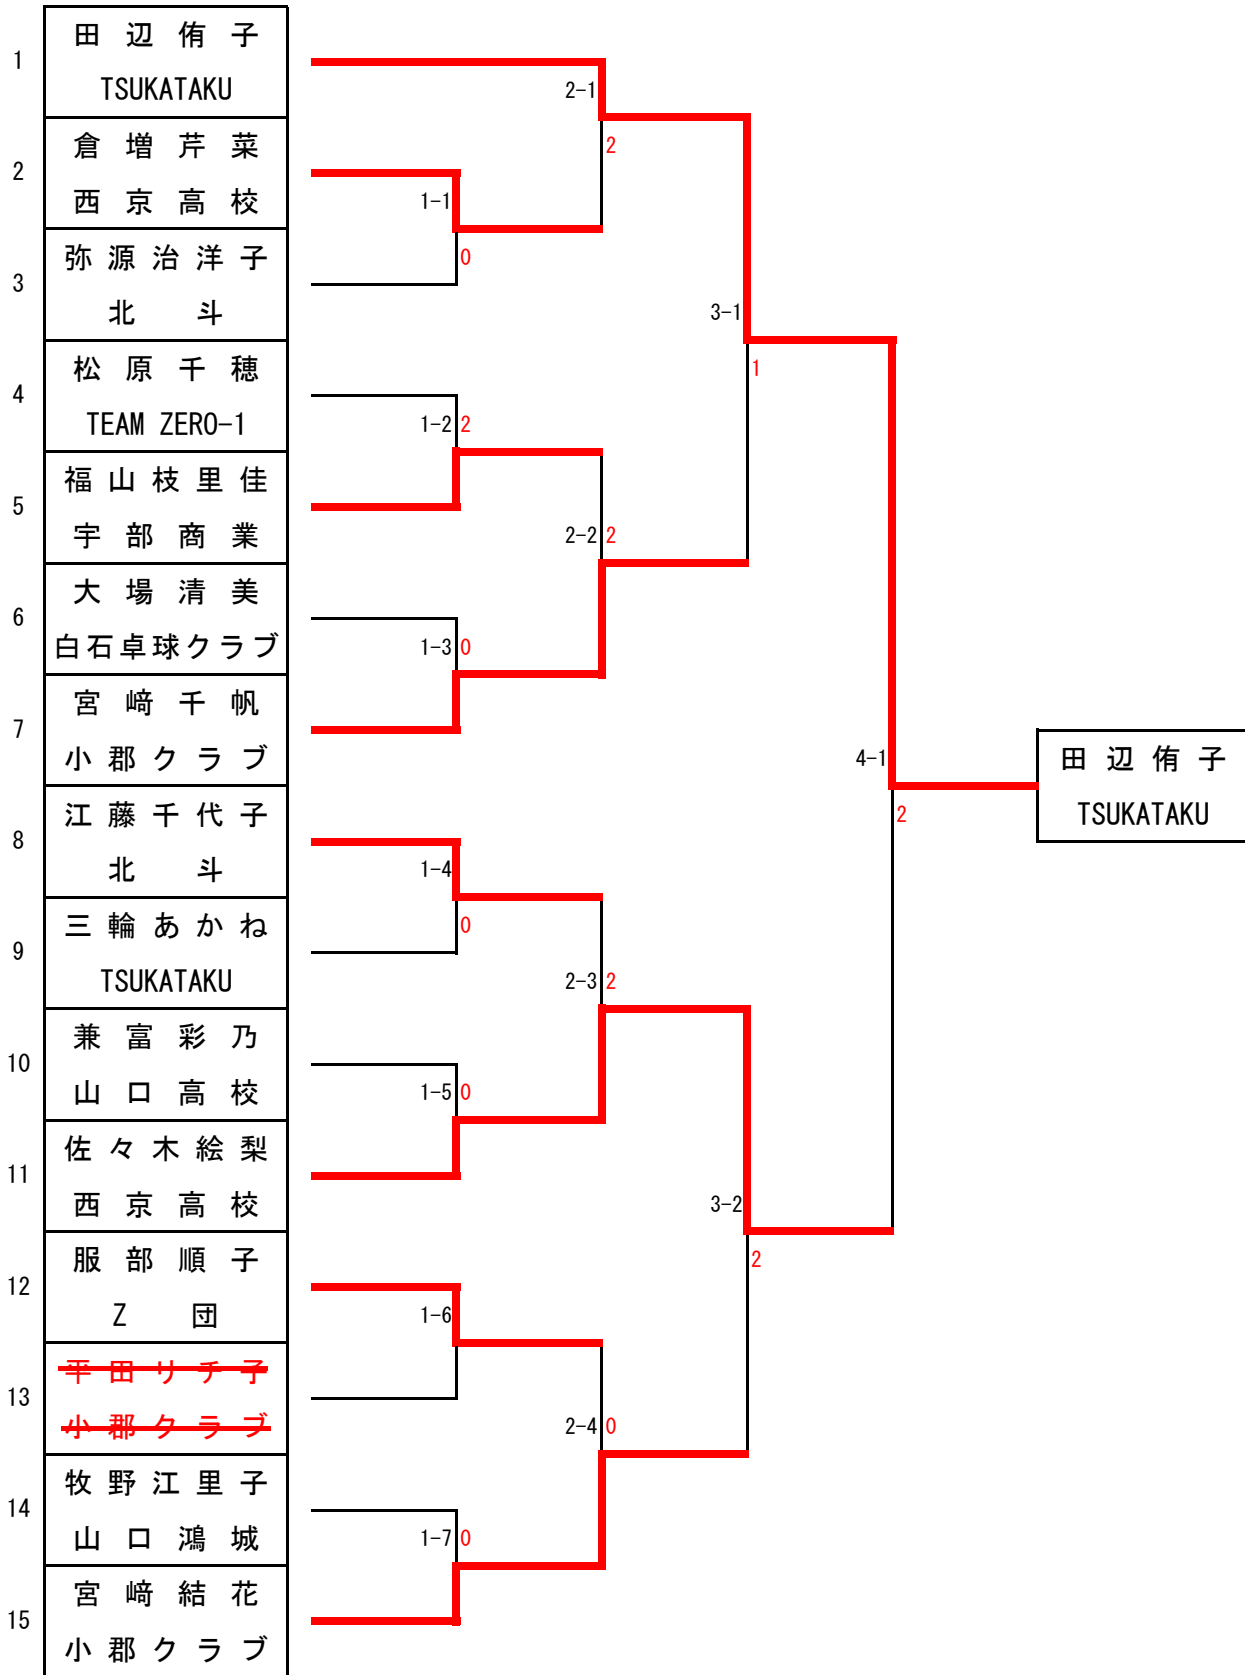 1
田辺侑子
TSUKATAKU
2
倉増芹菜
西京高校
3
弥源治洋子
北斗
4
松原千穂
TEAM ZERO-1
5
福山枝里佳
宇部商業
6
大場清美
白石卓球クラブ
7
宮﨑千帆
小郡クラブ
8
江藤千代子
北斗
9
三輪あかね
TSUKATAKU
10
兼富彩乃
山口高校
11
佐々木絵梨
西京高校
12
服部順子
Z団
13
平田リチ子
小郡クラブ
14
牧野江里子
山口鴻城
15
宮﨑結花
小郡クラブ
1-1
0
1-2 2
1-3 0
1-4
0
1-5 0
1-6
1-7 0
2-1
2
2-2 2
2-3 2
2-4 0
3-1
1
3-2
2
4-1
2
田辺侑子
TSUKATAKU